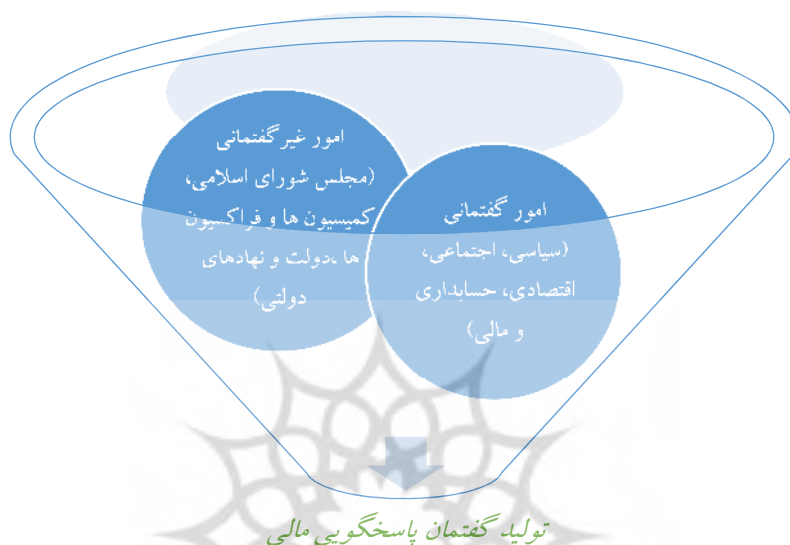 امور غیرگفتمانی
(مجلس شورای اسلامی،
کمیسیون ها و فراکسیون
ها ،دولت و نهادهای
دولتی)
امور گفتمانی
(سیاسی، اجتماعی،
اقتصادی، حسابداری
و مالی)
تولید گفتمان پاسخگویی مالی